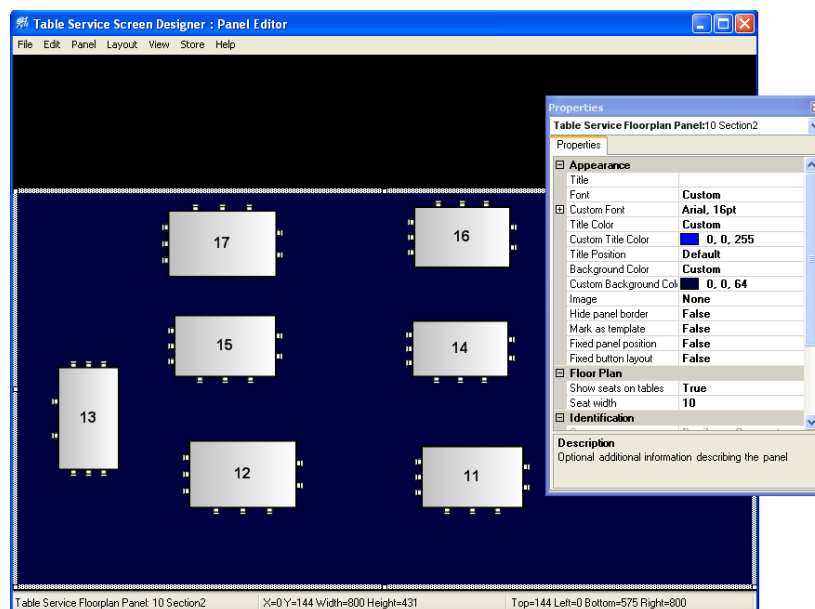 Table Service Screen Designer : Panel Editor
File Edit Panel Layout View Store Help
Properties
Table Service Floorplan Panel:10 Section2
Properties
Appearance
Title
Font Custom
Custom Font Arial, 16pt
Title Color Custom
Custom Title Color 0, 0, 255
Title Position Default
Background Color Custom
Custom Background Col 0, 0, 64
Image None
Hide panel border False
Mark as template False
Fixed panel position False
Fixed button layout False
Floor Plan
Show seats on tables True
Seat width 10
Identification
Description
Optional additional information describing the panel
17
16
15
14
13
12
11
Table Service Floorplan Panel: 10 Section2 X=0 Y=144 Width=800 Height=431 Top=144 Left=0 Bottom=575 Right=800